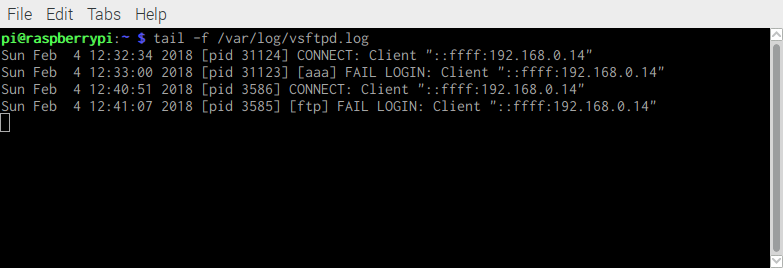 File Edit Tabs Help
pi@raspberrypi:~ $ tail -f /var/log/vsftpd.log
Sun Feb  4 12:32:34 2018 [pid 31124] CONNECT: Client "::ffff:192.168.0.14"
Sun Feb  4 12:33:00 2018 [pid 31123] [aaa] FAIL LOGIN: Client "::ffff:192.168.0.14"
Sun Feb  4 12:40:51 2018 [pid 3586] CONNECT: Client "::ffff:192.168.0.14"
Sun Feb  4 12:41:07 2018 [pid 3585] [ftp] FAIL LOGIN: Client "::ffff:192.168.0.14"